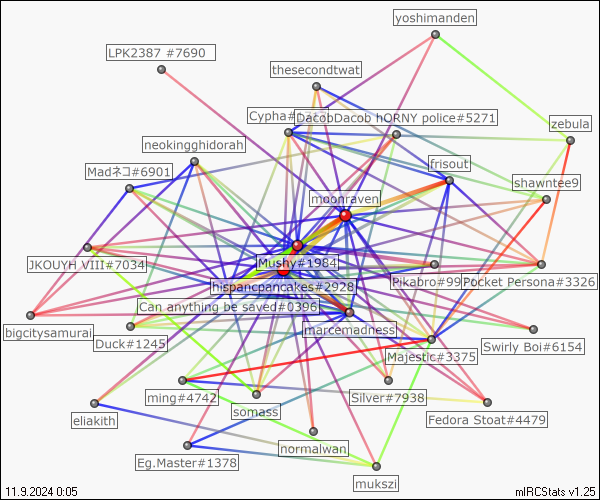 yoshimanden
LPK2387 #7690
thesecondtwat
Cypha#
DacobDacob hORNY police#5271
zebula
neokingghidorah
frisout
Madネコ#6901
shawntee9
moonraven
JKOUYH VIII#7034
Mushy#1984
Pikabro#99
Pocket Persona#3326
hispancpancakes#2928
Can anything be saved#0396
bigcitysamurai
marcemadness
Duck#1245
Swirly Boi#6154
Majestic#3375
ming#4742
somass
Silver#7938
eliakith
Fedora Stoat#4479
normalwan
Eg.Master#1378
mukszi
11.9.2024 0:05
mIRCStats v1.25